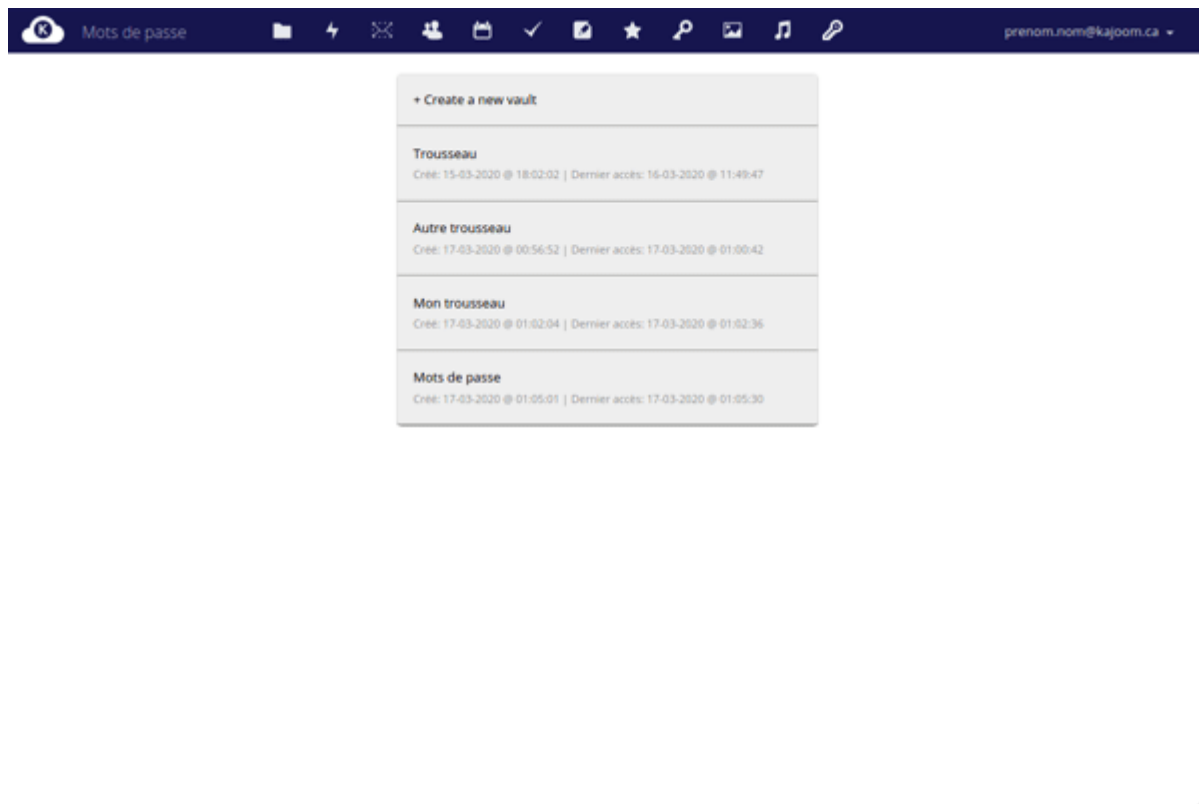 K
Mots de passe
prenom.nom@kajoom.ca
+ Create a new vault
Trousseau
Créé: 15-03-2020 @ 18:02:02 | Dernier accès: 16-03-2020 @ 11:49:47
Autre trousseau
Créé: 17-03-2020 @ 00:56:52 | Dernier accès: 17-03-2020 @ 01:00:42
Mon trousseau
Créé: 17-03-2020 @ 01:02:04 | Dernier accès: 17-03-2020 @ 01:02:36
Mots de passe
Créé: 17-03-2020 @ 01:05:01 | Dernier accès: 17-03-2020 @ 01:05:30